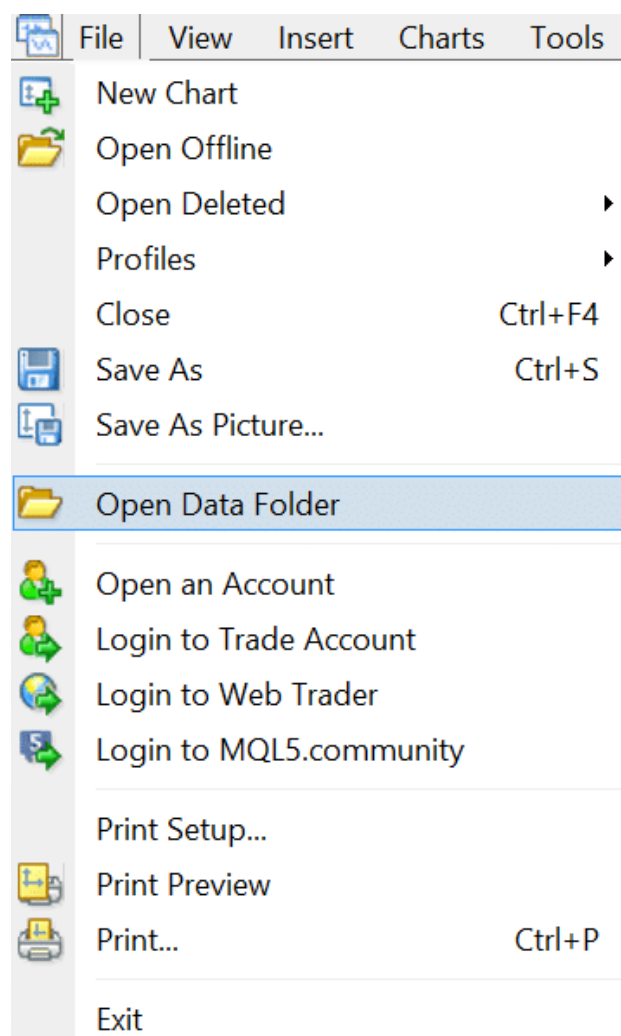 File View Insert Charts Tools
New Chart
Open Offline
Open Deleted
Profiles
Close Ctrl+F4
Save As Ctrl+S
Save As Picture...
Open Data Folder
Open an Account
Login to Trade Account
Login to Web Trader
Login to MQL5.community
Print Setup...
Print Preview
Print... Ctrl+P
Exit